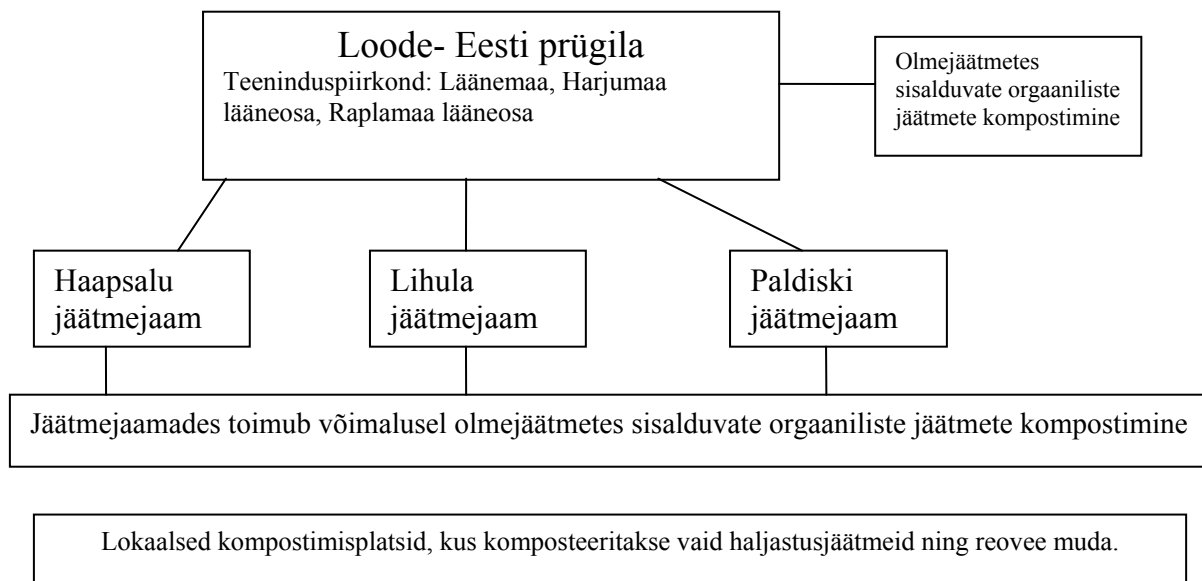 Loode- Eesti prügila
Teeninduspiirkond: Läänemaa, Harjumaa
lääneosa, Raplamaa lääneosa
Olmejäätmetes
sisalduvate orgaaniliste
jäätmete kompostimine
Haapsalu
jäätmejaam
Lihula
jäätmejaam
Paldiski
jäätmejaam
Jäätmejaamades toimub võimalusel olmejäätmetes sisalduvate orgaaniliste jäätmete kompostimine
Lokaalsed kompostimisplatsid, kus komposteeritakse vaid haljastusjäätmeid ning reovee muda.